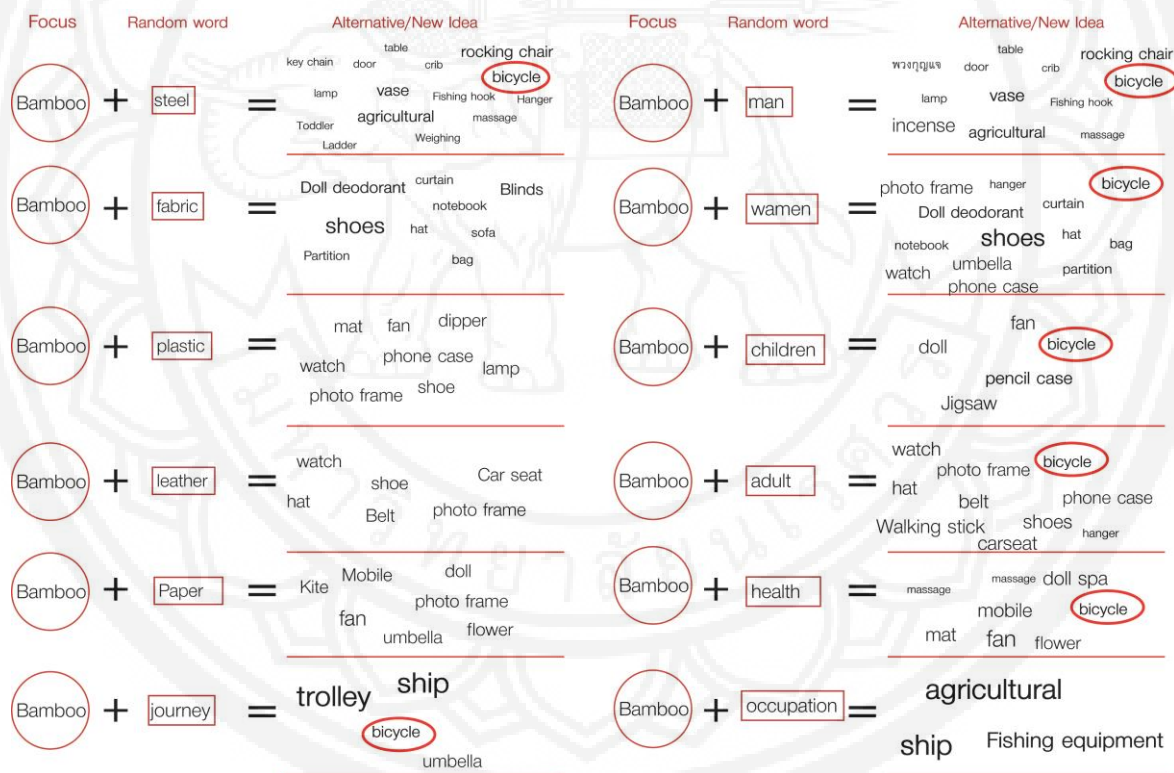 Focus Random word Alternative/New Idea
Bamboo + steel =
table
rocking chair
key chain door crib bicycle
lamp vase Fishing hook Hanger
agricultural massage
Toddler
Ladder Weighing
Bamboo + fabric =
Doll deodorant curtain Blinds
notebook
shoes hat sofa
Partition bag
Bamboo + plastic =
mat fan dipper
watch phone case lamp
photo frame shoe
Bamboo + leather =
watch Car seat
hat shoe
Belt photo frame
Bamboo + Paper =
Kite Mobile doll
fan photo frame
umbella flower
Bamboo + journey =
trolley ship
bicycle
umbella
Focus Random word Alternative/New Idea
Bamboo + man =
table
rocking chair
พวงกุญแจ door crib bicycle
lamp vase Fishing hook
incense agricultural massage
Bamboo + wamen =
photo frame hanger bicycle
Doll deodorant curtain
notebook shoes hat bag
watch umbella partition
phone case
Bamboo + children =
fan
doll bicycle
pencil case
Jigsaw
Bamboo + adult =
watch
photo frame bicycle
hat belt phone case
Walking stick shoes hanger
carseat
Bamboo + health =
massage massage doll spa
mobile bicycle
mat fan flower
Bamboo + occupation =
agricultural
ship Fishing equipment